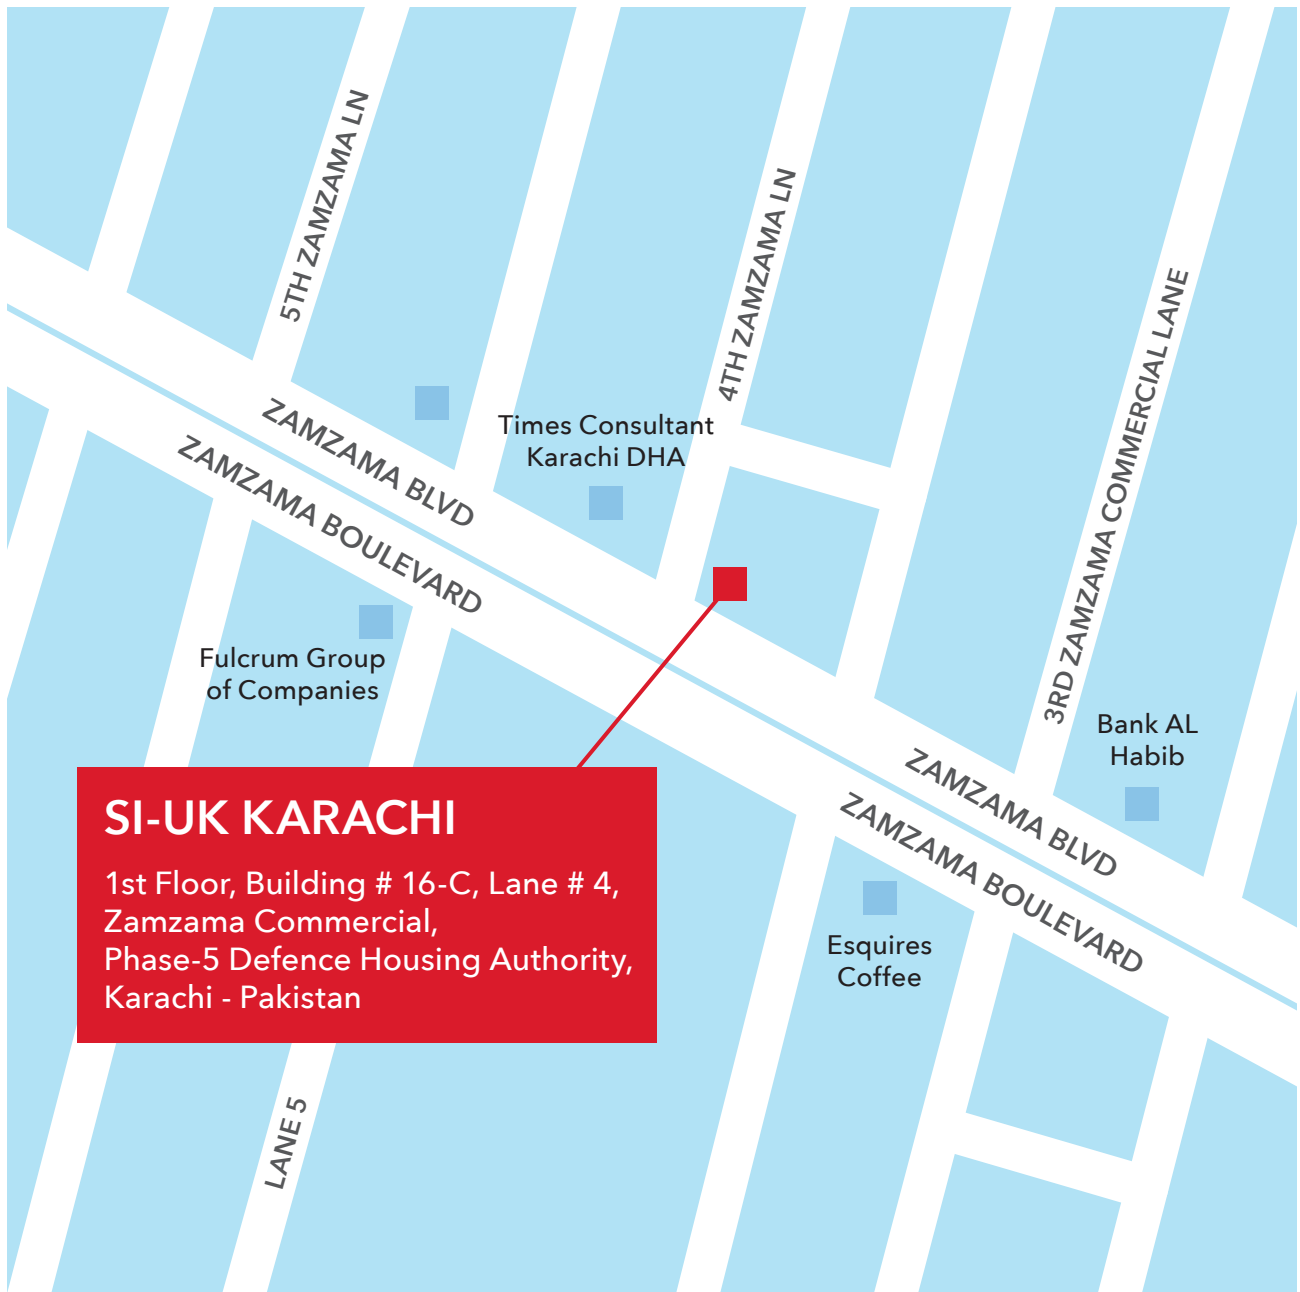 5TH ZAMZAMA LN
4TH ZAMZAMA LN
3RD ZAMZAMA COMMERCIAL LANE
ZAMZAMA BLVD
ZAMZAMA BOULEVARD
Times Consultant
Karachi DHA
Fulcrum Group
of Companies
Bank AL
Habib
ZAMZAMA BLVD
ZAMZAMA BOULEVARD
SI-UK KARACHI
1st Floor, Building # 16-C, Lane # 4,
Zamzama Commercial,
Phase-5 Defence Housing Authority,
Karachi - Pakistan
Esquires
Coffee
LANE 5